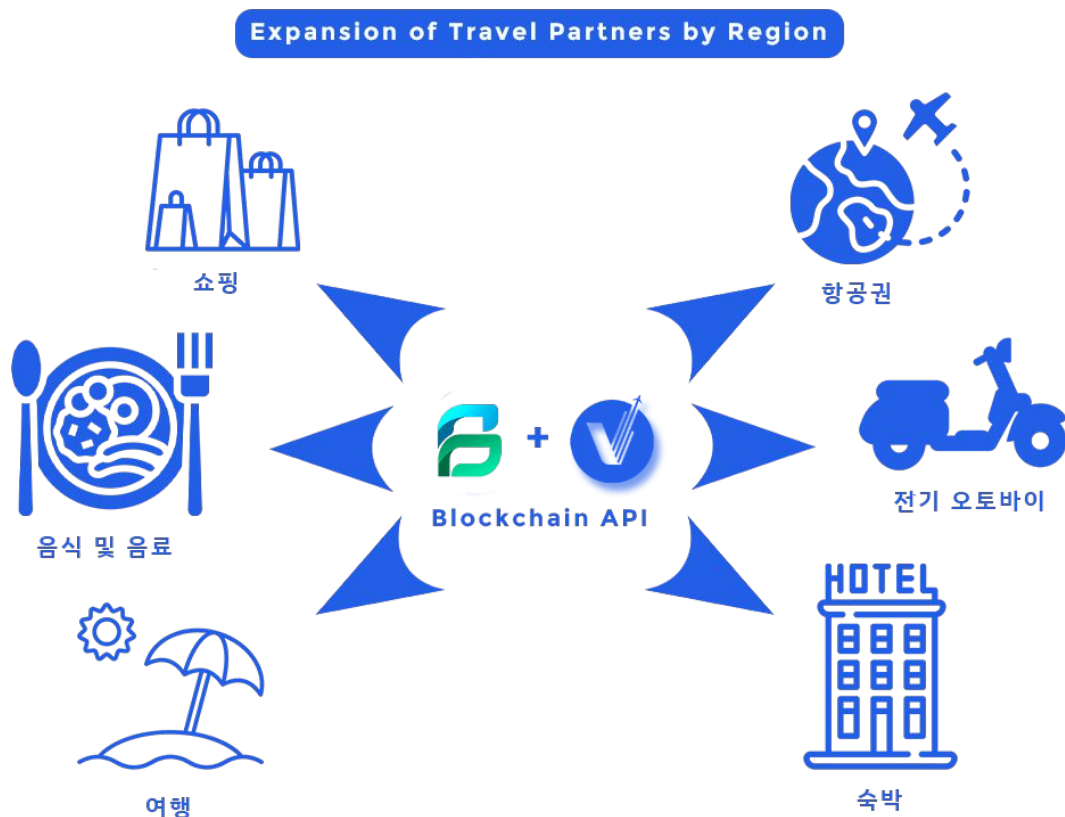 Expansion of Travel Partners by Region
쇼핑
항공권
음식 및 음료
전기 오토바이
Blockchain API
+
여행
HOTEL
숙박